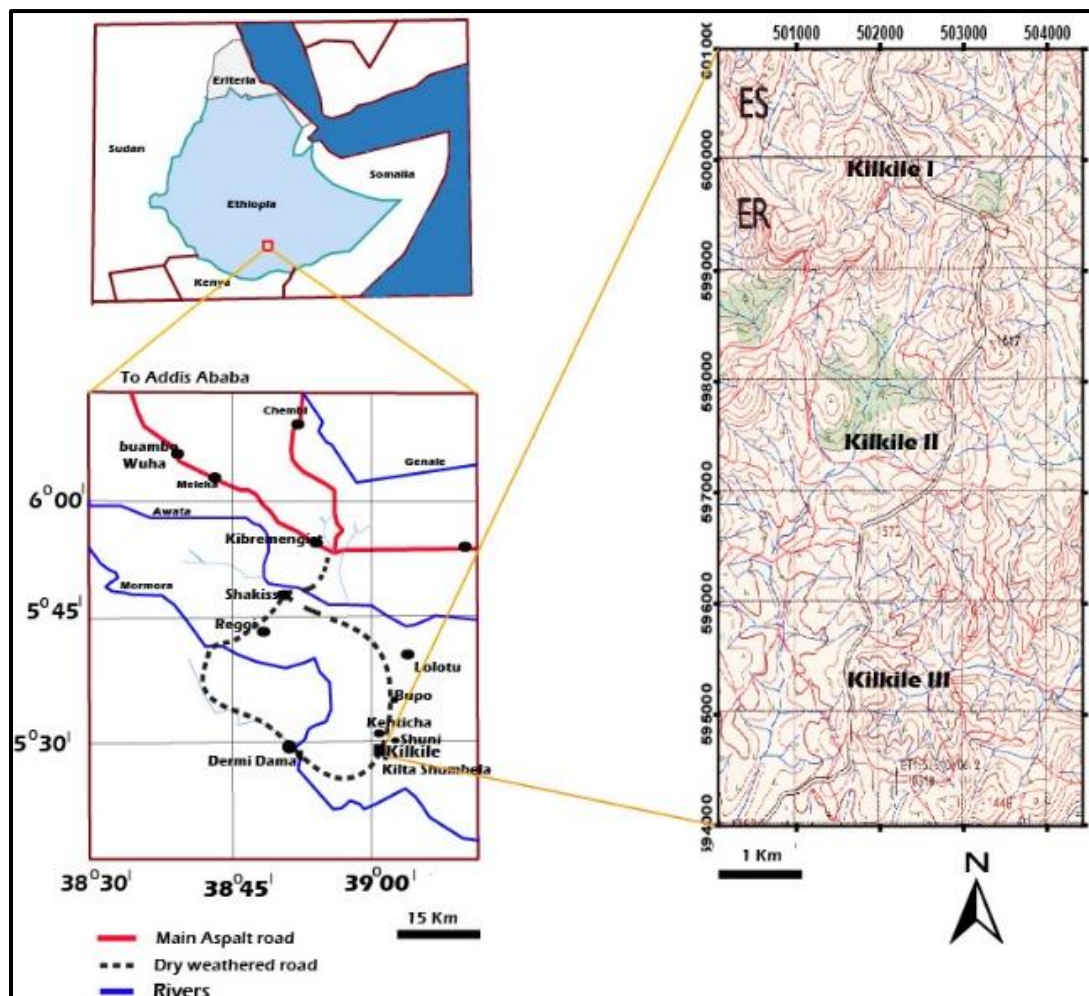 Eriteria
Sudan
Somalia
Ethiopia
Kenya
To Addis Ababa
Chembi
buambo
Wuha
Meleka
Genale
6°00'
Awata
Kibremengist
Mormora
Shakisso
5°45'
Reggi
Lolotu
Bupo
Kenticha
Shuni
5°30'
Kilkile
Dermi Dama
Kilta Shumbela
38°30'
38°45'
39°00'
15 Km
Main Aspalt road
Dry weathered road
Rivers
501000
502000
503000
504000
601000
ES
600000
Kilkile I
ER
599000
1617
598000
Kilkile II
597000
1572
596000
Kilkile III
595000
594000
1 Km
N